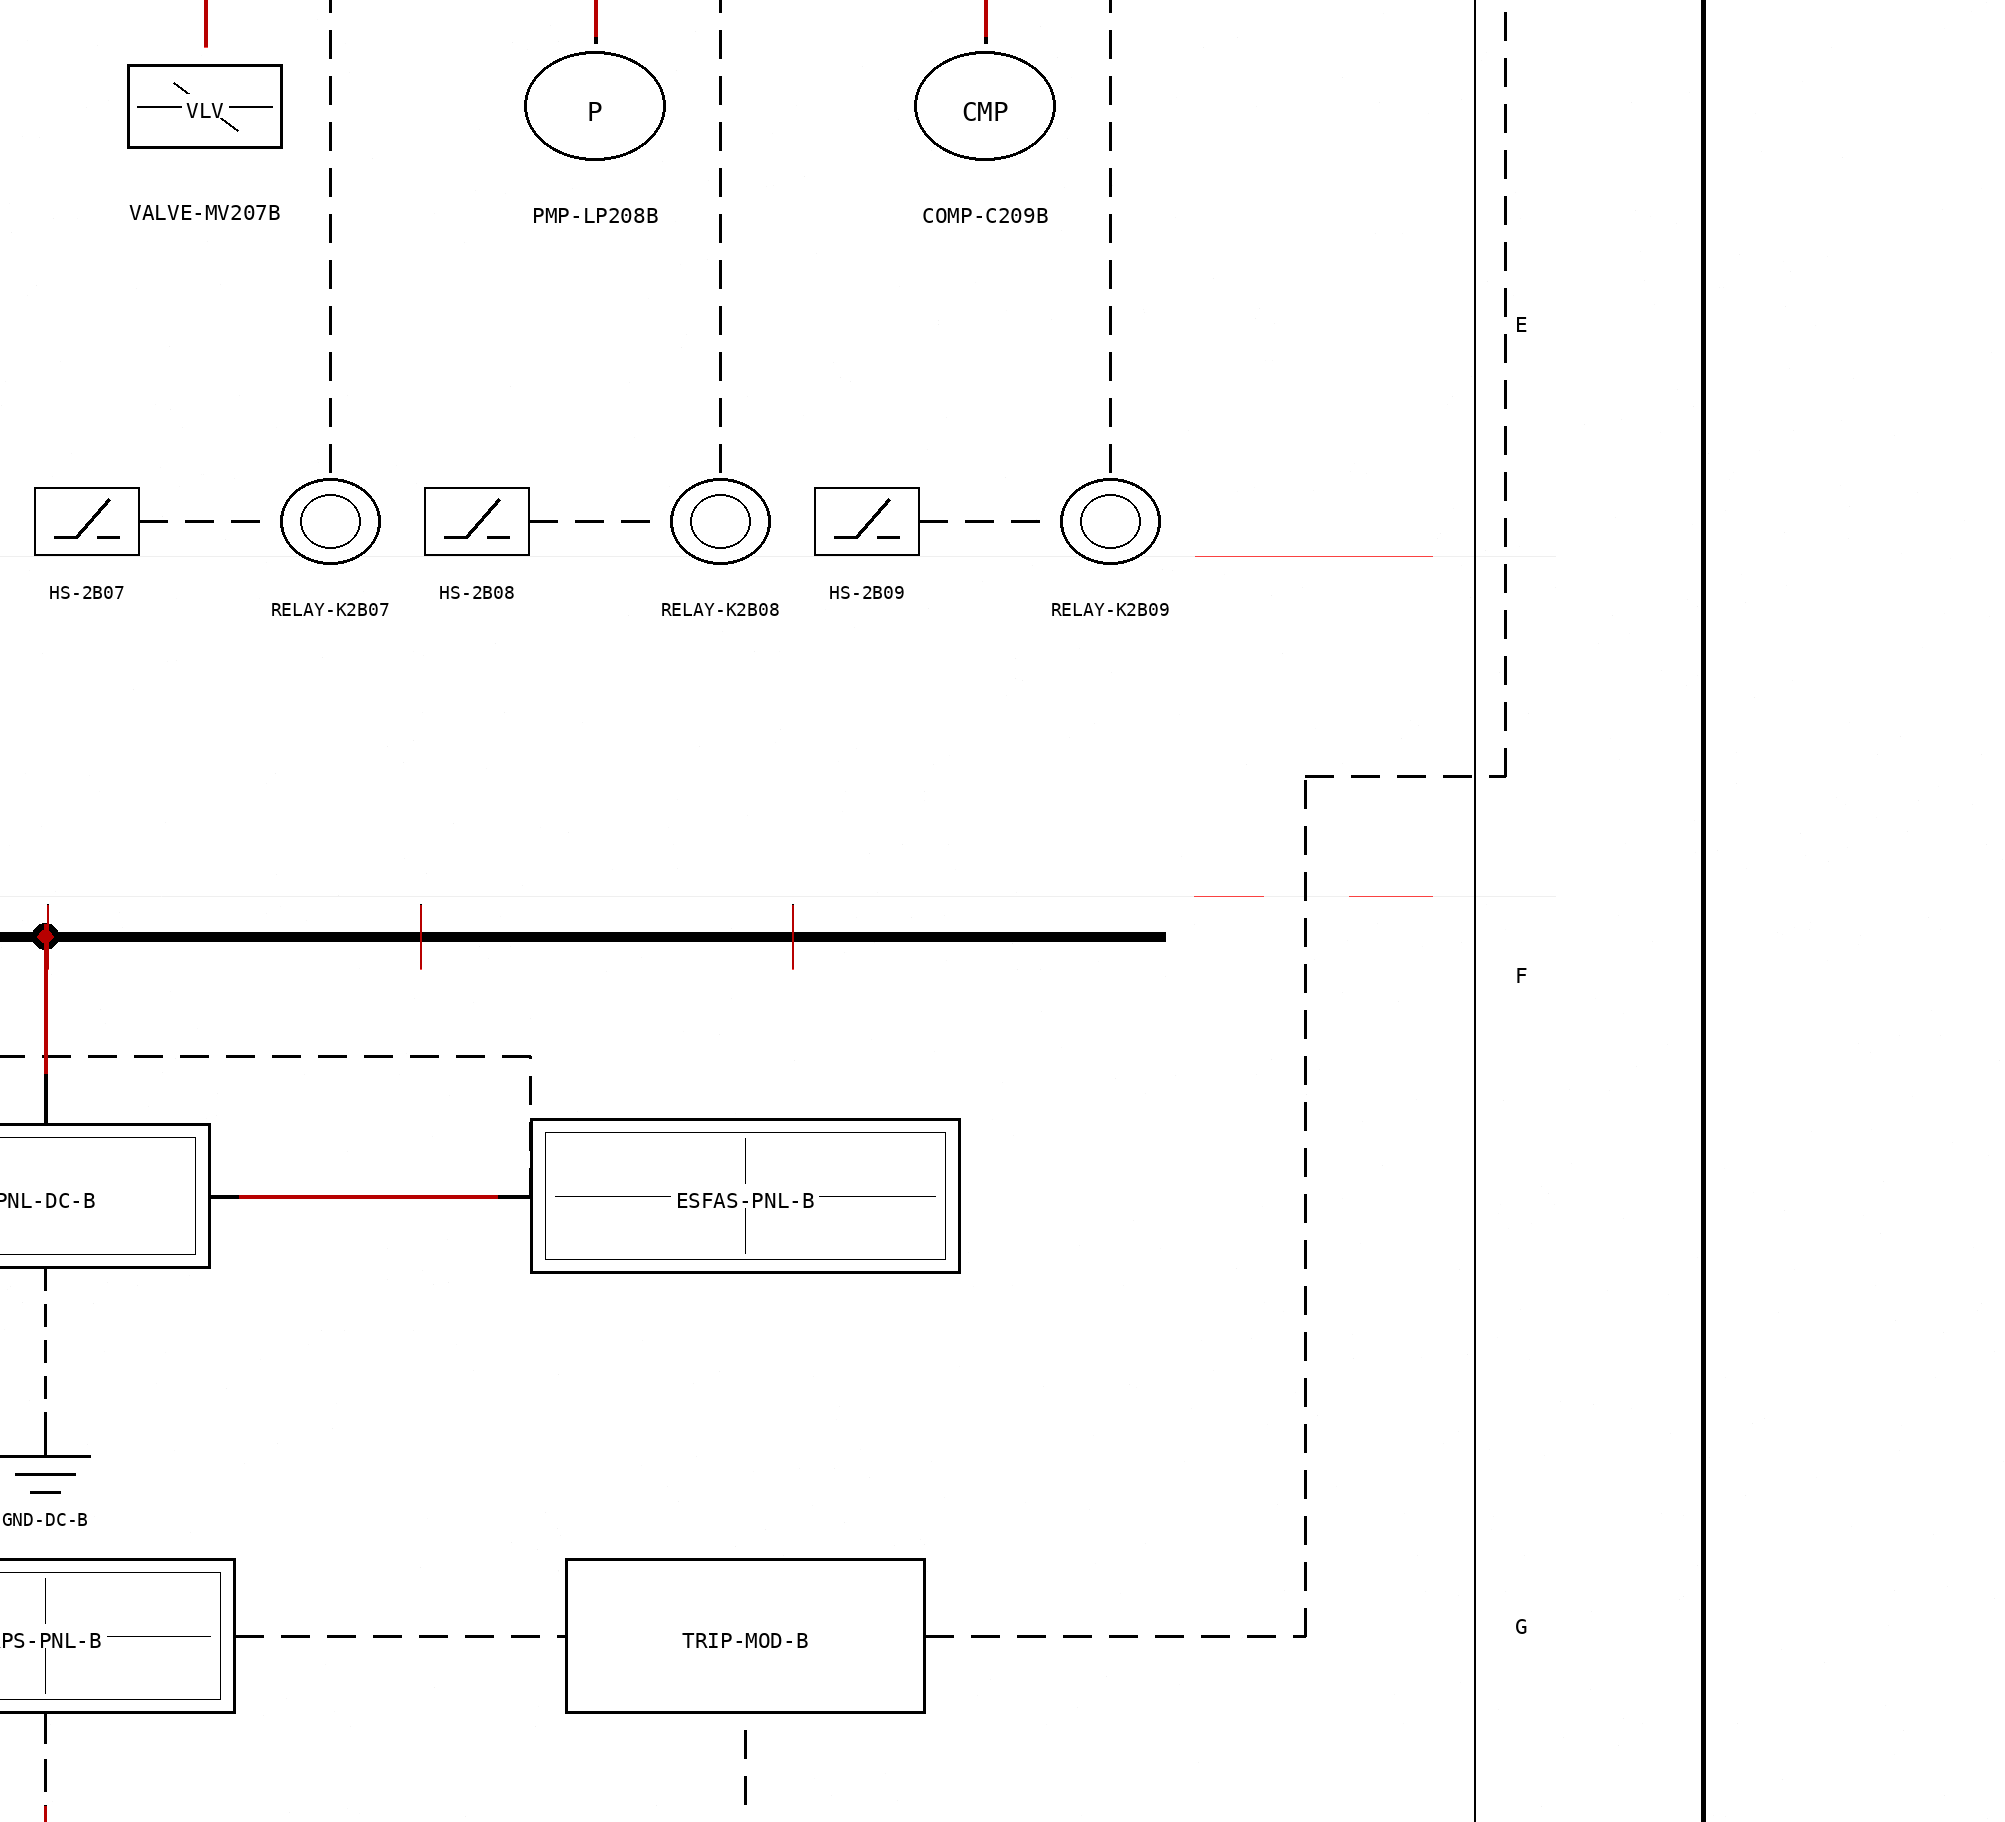 VLV
P
CMP
VALVE-MV207B
PMP-LP208B
COMP-C209B
E
HS-2B07
HS-2B08
HS-2B09
RELAY-K2B07
RELAY-K2B08
RELAY-K2B09
F
PNL-DC-B
ESFAS-PNL-B
GND-DC-B
PS-PNL-B
TRIP-MOD-B
G